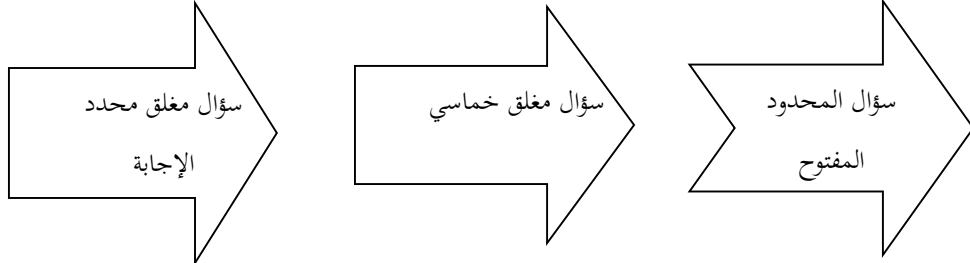 سؤال المحدود
المفتوح
سؤال مغلق خماسي
سؤال مغلق محدد
الإجابة